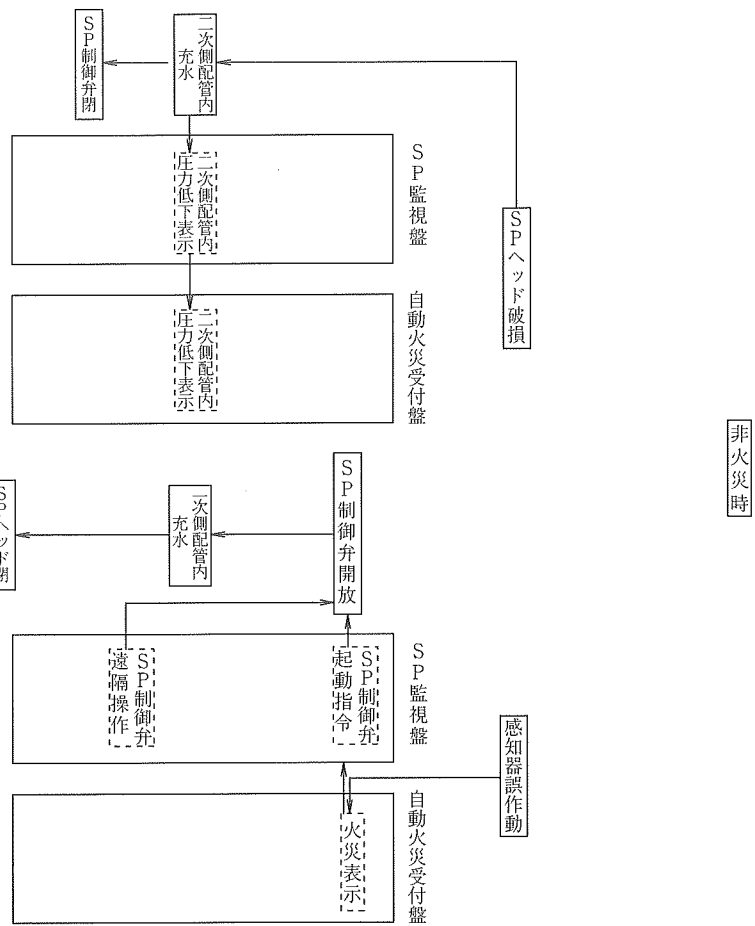 非火災時
SPヘッド破損
二次側配管内
充水
SP制御弁閉
SP監視盤
二次側配管内
圧力低下表示
自動火災受付盤
二次側配管内
圧力低下表示
感知器誤作動
SP制御弁開放
二次側配管内
充水
SPヘッド閉
SP監視盤
SP制御弁
起動指令
SP制御弁
遠隔操作
自動火災受付盤
火災表示